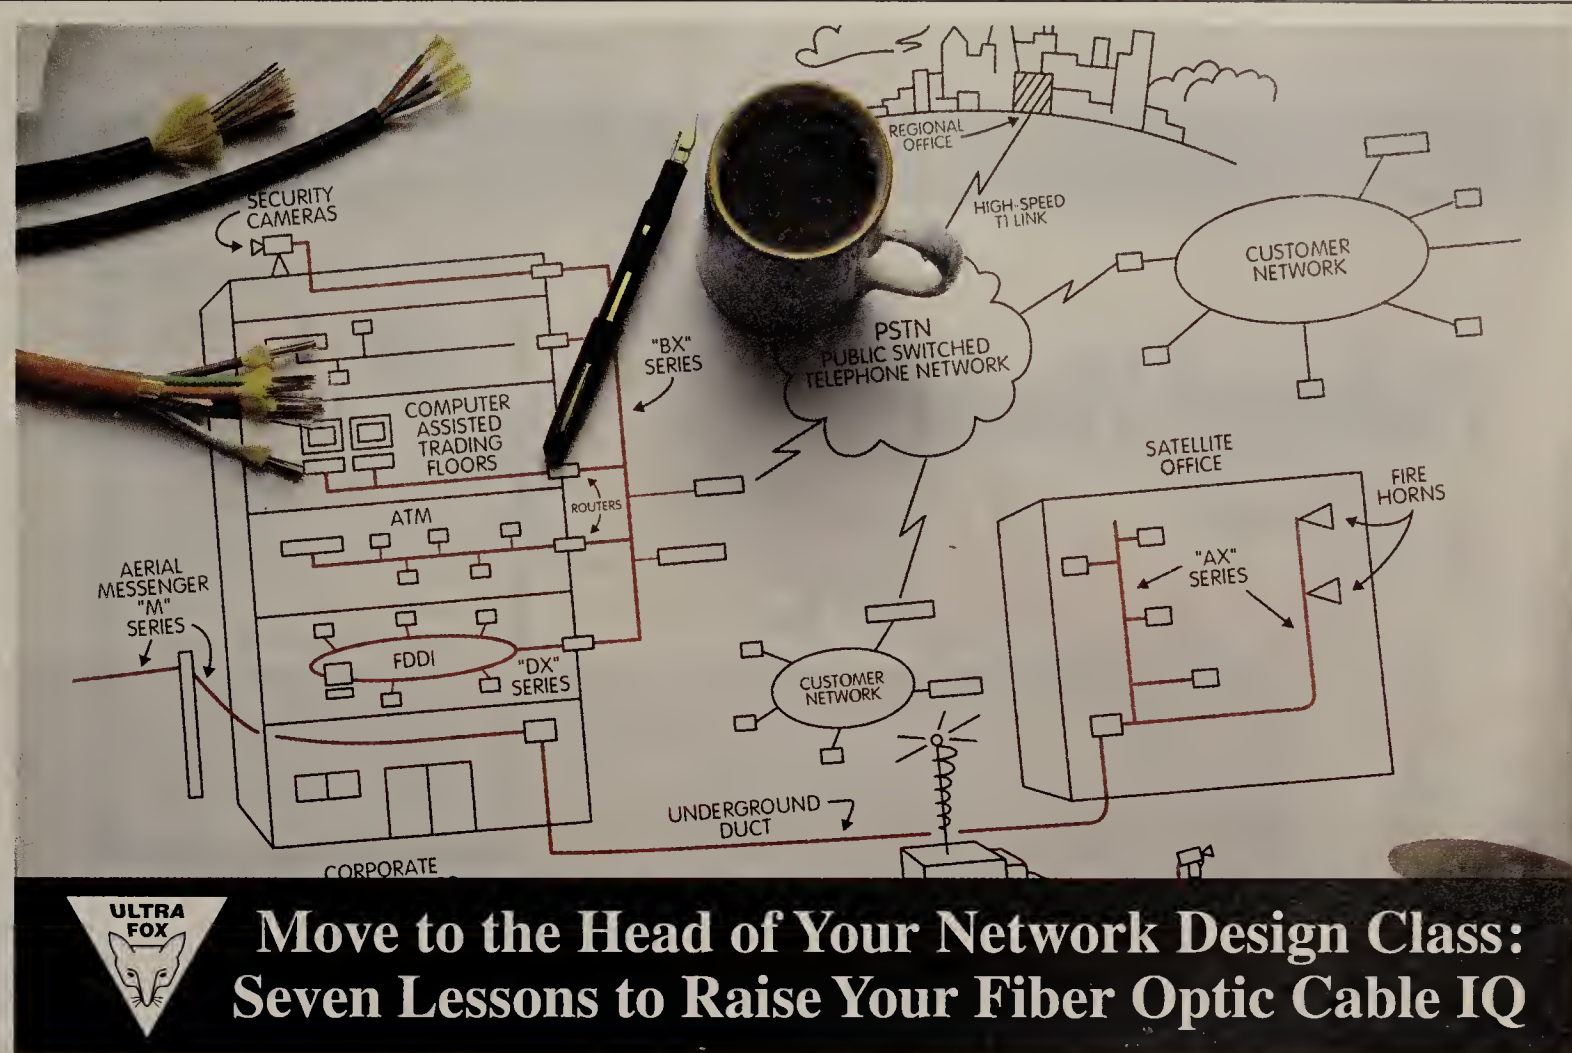 REGIONAL
OFFICE
HIGH-SPEED
T1 LINK
SECURITY
CAMERAS
CUSTOMER
NETWORK
PSTN
PUBLIC SWITCHED
TELEPHONE NETWORK
"BX"
SERIES
COMPUTER
ASSISTED
TRADING
FLOORS
SATELLITE
OFFICE
FIRE
HORNS
ROUTERS
ATM
AERIAL
MESSENGER
"M"
SERIES
"AX"
SERIES
FDDI
"DX"
SERIES
CUSTOMER
NETWORK
UNDERGROUND
DUCT
CORPORATE
ULTRA
FOX
Move to the Head of Your Network Design Class:
Seven Lessons to Raise Your Fiber Optic Cable IQ